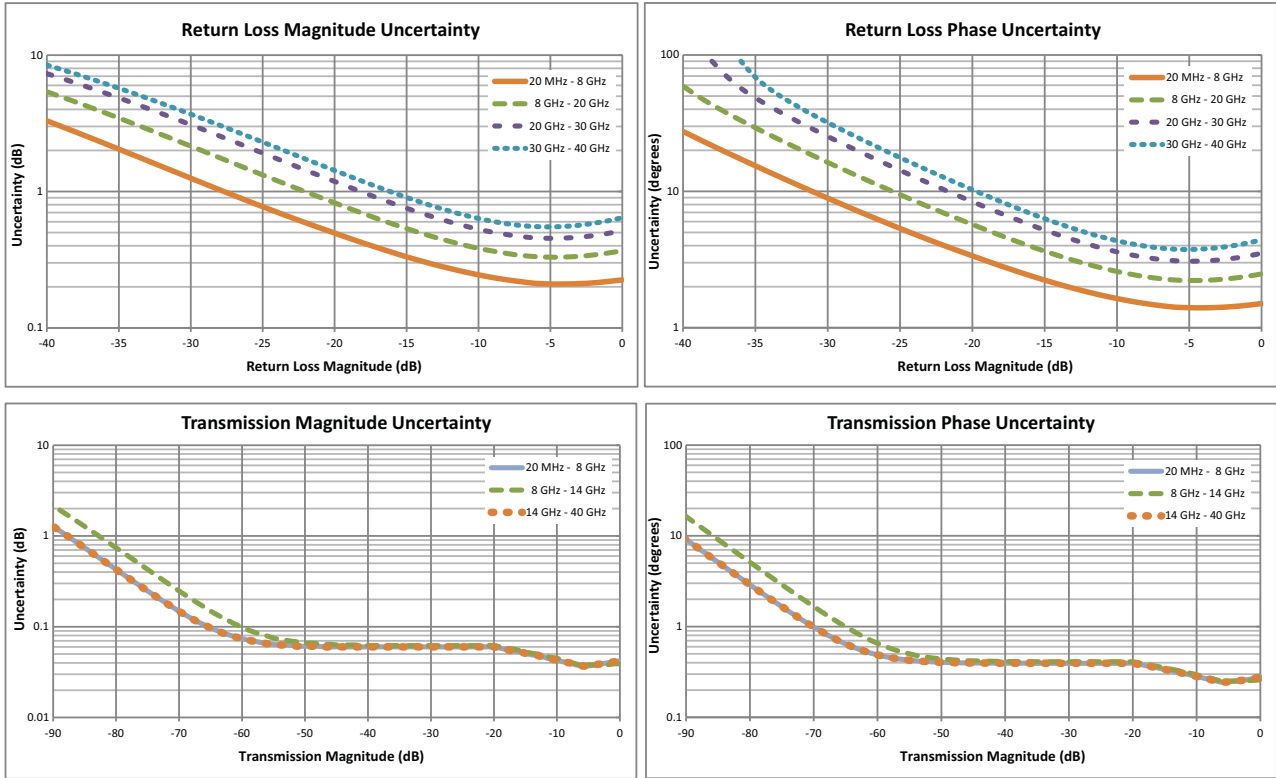 Return Loss Magnitude Uncertainty
10
1
0.1
Uncertainty (dB)
20 MHz - 8 GHz
8 GHz - 20 GHz
20 GHz - 30 GHz
30 GHz - 40 GHz
-40 -35 -30 -25 -20 -15 -10 -5 0
Return Loss Magnitude (dB)
Return Loss Phase Uncertainty
100
10
1
Uncertainty (degrees)
20 MHz - 8 GHz
8 GHz - 20 GHz
20 GHz - 30 GHz
30 GHz - 40 GHz
-40 -35 -30 -25 -20 -15 -10 -5 0
Return Loss Magnitude (dB)
Transmission Magnitude Uncertainty
10
1
0.1
0.01
Uncertainty (dB)
20 MHz - 8 GHz
8 GHz - 14 GHz
14 GHz - 40 GHz
-90 -80 -70 -60 -50 -40 -30 -20 -10 0
Transmission Magnitude (dB)
Transmission Phase Uncertainty
100
10
1
0.1
Uncertainty (degrees)
20 MHz - 8 GHz
8 GHz - 14 GHz
14 GHz - 40 GHz
-90 -80 -70 -60 -50 -40 -30 -20 -10 0
Transmission Magnitude (dB)